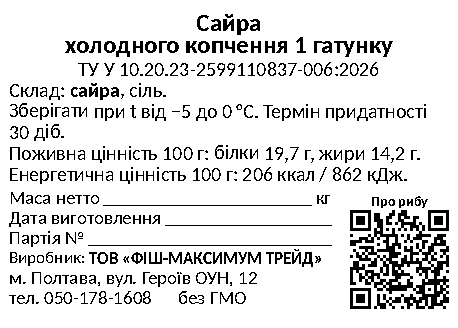 Сайра
холодного копчення 1 гатунку
ТУ У 10.20.23-2599110837-006:2026
Склад: сайра, сіль.
Зберігати при t від −5 до 0 °С. Термін придатності
30 діб.
Поживна цінність 100 г: білки 19,7 г, жири 14,2 г.
Енергетична цінність 100 г: 206 ккал / 862 кДж.
Маса нетто ____________________ кг
Дата виготовлення ________________
Партія № ________________________
Про рибу
Виробник: ТОВ «ФІШ-МАКСИМУМ ТРЕЙД»
м. Полтава, вул. Героїв ОУН, 12
тел. 050-178-1608 без ГМО